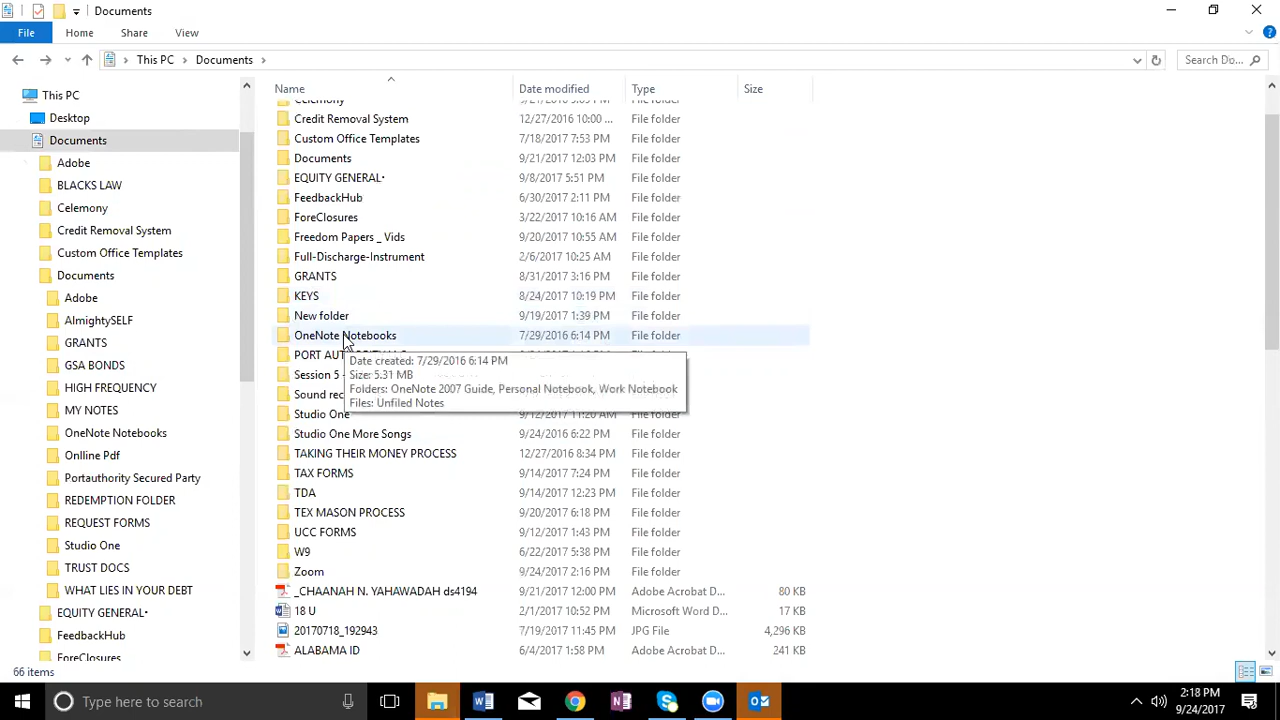 Documents
File Home Share View
This PC Documents Search Do...
Name Date modified Type Size
This PC
Desktop
Documents
Adobe
BLACKS LAW
Celemony
Credit Removal System
Custom Office Templates
Documents
Adobe
AlmightySELF
GRANTS
GSA BONDS
HIGH FREQUENCY
MY NOTES
OneNote Notebooks
Onlline Pdf
Portauthority Secured Party
REDEMPTION FOLDER
REQUEST FORMS
Studio One
TRUST DOCS
WHAT LIES IN YOUR DEBT
EQUITY GENERAL·
FeedbackHub
ForeClosures
Celemony File folder
Credit Removal System 12/27/2016 10:00 ... File folder
Custom Office Templates 7/18/2017 7:53 PM File folder
Documents 9/21/2017 12:03 PM File folder
EQUITY GENERAL· 9/8/2017 5:51 PM File folder
FeedbackHub 6/30/2017 2:11 PM File folder
ForeClosures 3/22/2017 10:16 AM File folder
Freedom Papers _ Vids 9/20/2017 10:55 AM File folder
Full-Discharge-Instrument 2/6/2017 10:25 AM File folder
GRANTS 8/31/2017 3:16 PM File folder
KEYS 8/24/2017 10:19 PM File folder
New folder 9/19/2017 1:39 PM File folder
OneNote Notebooks 7/29/2016 6:14 PM File folder
PORT
Date created: 7/29/2016 6:14 PM
Size: 5.31 MB
Folders: OneNote 2007 Guide, Personal Notebook, Work Notebook
Files: Unfiled Notes
Session 5
Sound rec
Studio One 9/12/2017 11:20 AM File folder
Studio One More Songs 9/24/2016 6:22 PM File folder
TAKING THEIR MONEY PROCESS 12/27/2016 8:34 PM File folder
TAX FORMS 9/14/2017 7:24 PM File folder
TDA 9/14/2017 12:23 PM File folder
TEX MASON PROCESS 9/20/2016 6:18 PM File folder
UCC FORMS 9/12/2017 1:43 PM File folder
W9 6/22/2017 5:38 PM File folder
Zoom 9/24/2017 2:16 PM File folder
_CHAANAH N. YAHAWADAH ds4194 9/21/2017 12:00 PM Adobe Acrobat D... 80 KB
18 U 2/1/2017 10:52 PM Microsoft Word D... 17 KB
20170718_192943 7/19/2017 11:45 PM JPG File 4,296 KB
ALABAMA ID 6/4/2017 1:58 PM Adobe Acrobat D... 241 KB
66 items
Type here to search
2:18 PM
9/24/2017